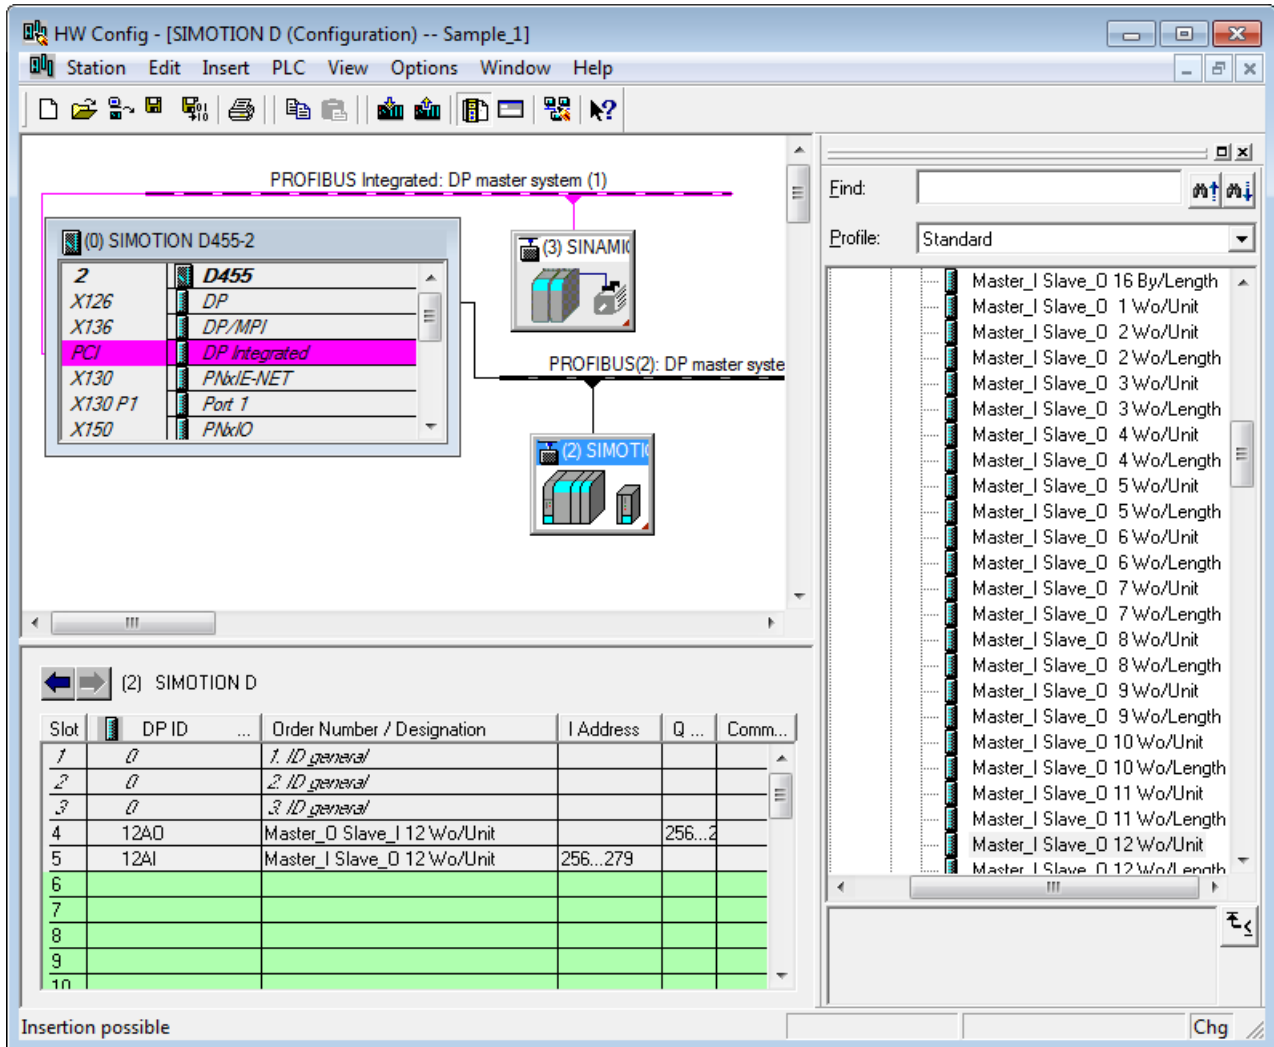 HW Config - [SIMOTION D (Configuration) -- Sample_1]
Station Edit Insert PLC View Options Window Help
PROFIBUS Integrated: DP master system (1)
(0) SIMOTION D455-2
2 D455
X126 DP
X136 DP/MPI
PCI DP Integrated
X130 PNxIE-NET
X130 P1 Port 1
X150 PNxIO
(3) SINAMIC
PROFIBUS(2): DP master syste
(2) SIMOTIO
Find:
Profile: Standard
Master_I Slave_O 16 By/Length
Master_I Slave_O 1 Wo/Unit
Master_I Slave_O 2 Wo/Unit
Master_I Slave_O 2 Wo/Length
Master_I Slave_O 3 Wo/Unit
Master_I Slave_O 3 Wo/Length
Master_I Slave_O 4 Wo/Unit
Master_I Slave_O 4 Wo/Length
Master_I Slave_O 5 Wo/Unit
Master_I Slave_O 5 Wo/Length
Master_I Slave_O 6 Wo/Unit
Master_I Slave_O 6 Wo/Length
Master_I Slave_O 7 Wo/Unit
Master_I Slave_O 7 Wo/Length
Master_I Slave_O 8 Wo/Unit
Master_I Slave_O 8 Wo/Length
Master_I Slave_O 9 Wo/Unit
Master_I Slave_O 9 Wo/Length
Master_I Slave_O 10 Wo/Unit
Master_I Slave_O 10 Wo/Length
Master_I Slave_O 11 Wo/Unit
Master_I Slave_O 11 Wo/Length
Master_I Slave_O 12 Wo/Unit
Master_I Slave_O 12 Wo/Length
(2) SIMOTION D
Slot DP ID ... Order Number / Designation I Address Q ... Comm...
1 0 1. ID general
2 0 2. ID general
3 0 3. ID general
4 12AO Master_O Slave_I 12 Wo/Unit 256...2
5 12AI Master_I Slave_O 12 Wo/Unit 256...279
6
7
8
9
10
Insertion possible
Chg